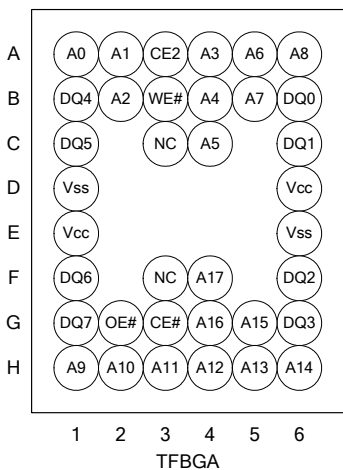 A A0 A1 CE2 A3 A6 A8
B DQ4 A2 WE# A4 A7 DQ0
C DQ5 NC A5 DQ1
D Vss Vcc
E Vcc Vss
F DQ6 NC A17 DQ2
G DQ7 OE# CE# A16 A15 DQ3
H A9 A10 A11 A12 A13 A14
1 2 3 4 5 6
TFBGA